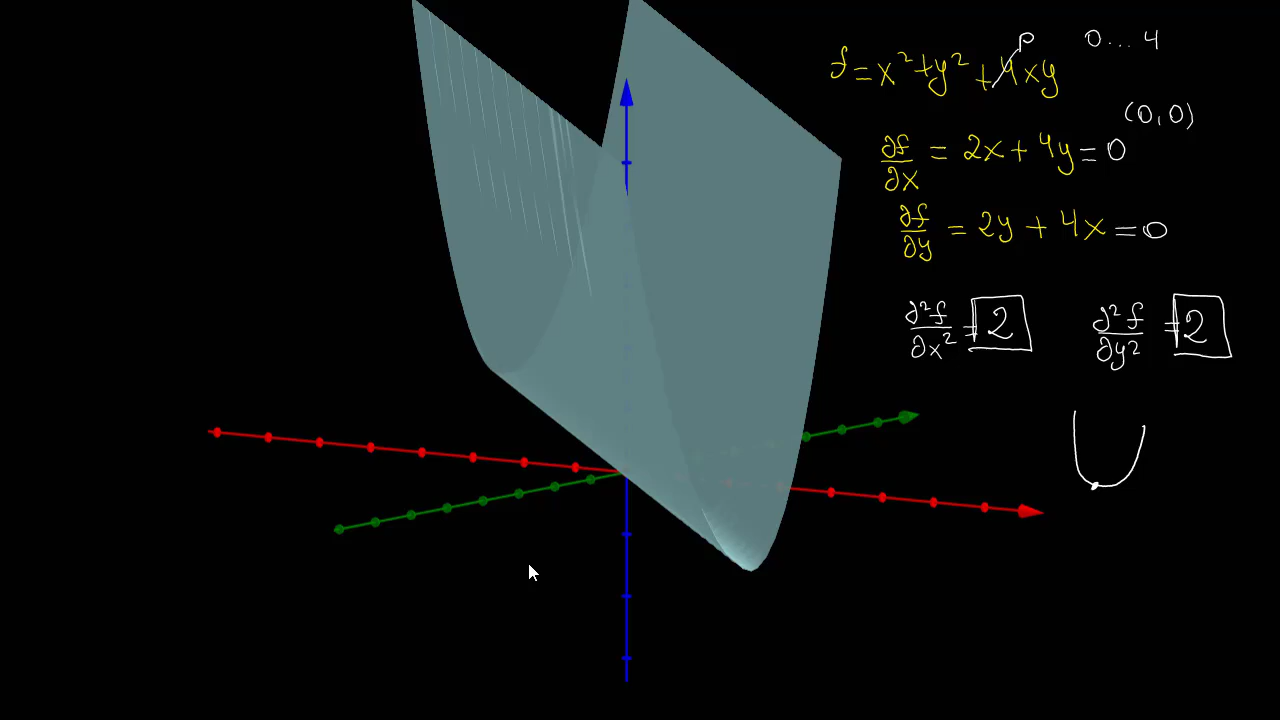 f = x² + y² + 4xy
p
0...4
(0,0)
∂f/∂x = 2x + 4y = 0
∂f/∂y = 2y + 4x = 0
∂²f/∂x² = 2 ∂²f/∂y² = 2